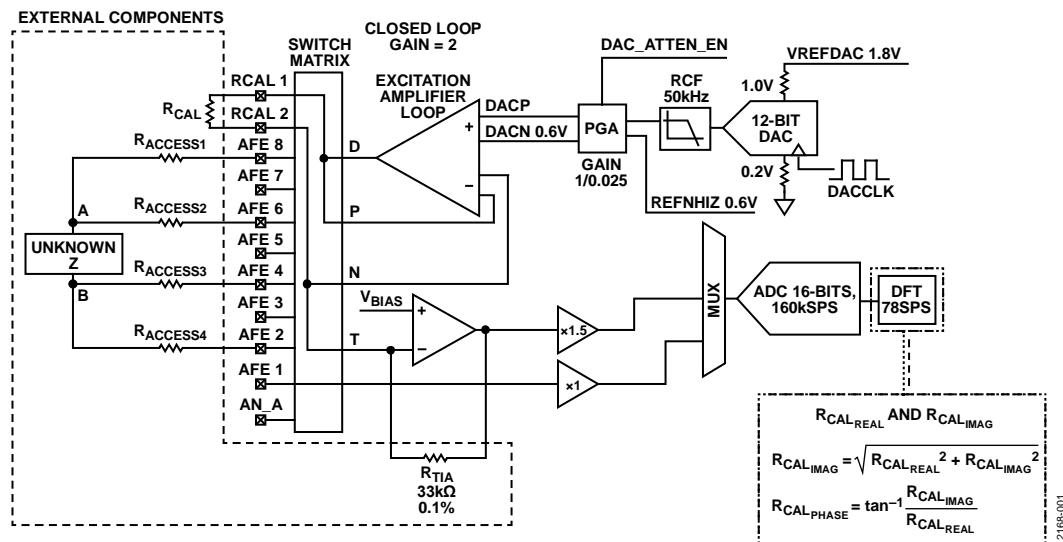 EXTERNAL COMPONENTS
SWITCH
MATRIX
CLOSED LOOP
GAIN = 2
EXCITATION
AMPLIFIER
LOOP
RCAL 1
RCAL
RCAL 2
RACCESS1
AFE 8
AFE 7
RACCESS2
AFE 6
AFE 5
RACCESS3
AFE 4
AFE 3
RACCESS4
AFE 2
AFE 1
AN_A
A
UNKNOWN
Z
B
D
P
N
T
+
–
DACP
DACN 0.6V
DAC_ATTEN_EN
PGA
GAIN
1/0.025
REFNHIZ 0.6V
RCF
50kHz
VREFDAC 1.8V
1.0V
12-BIT
DAC
0.2V
DACCLK
VBIAS
+
–
×1.5
×1
MUX
ADC 16-BITS,
160kSPS
DFT
78SPS
RTIA
33kΩ
0.1%
RCALREAL AND RCALIMAG
RCALIMAG = √RCALREAL² + RCALIMAG²
RCALPHASE = tan⁻¹ RCALIMAG
RCALREAL
2168-001